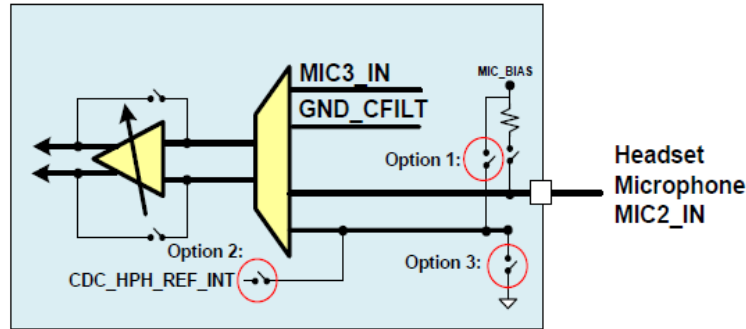 MIC3_IN
MIC_BIAS
GND_CFILT
Option 1:
Headset
Microphone
MIC2_IN
Option 2:
CDC_HPH_REF_INT
Option 3: